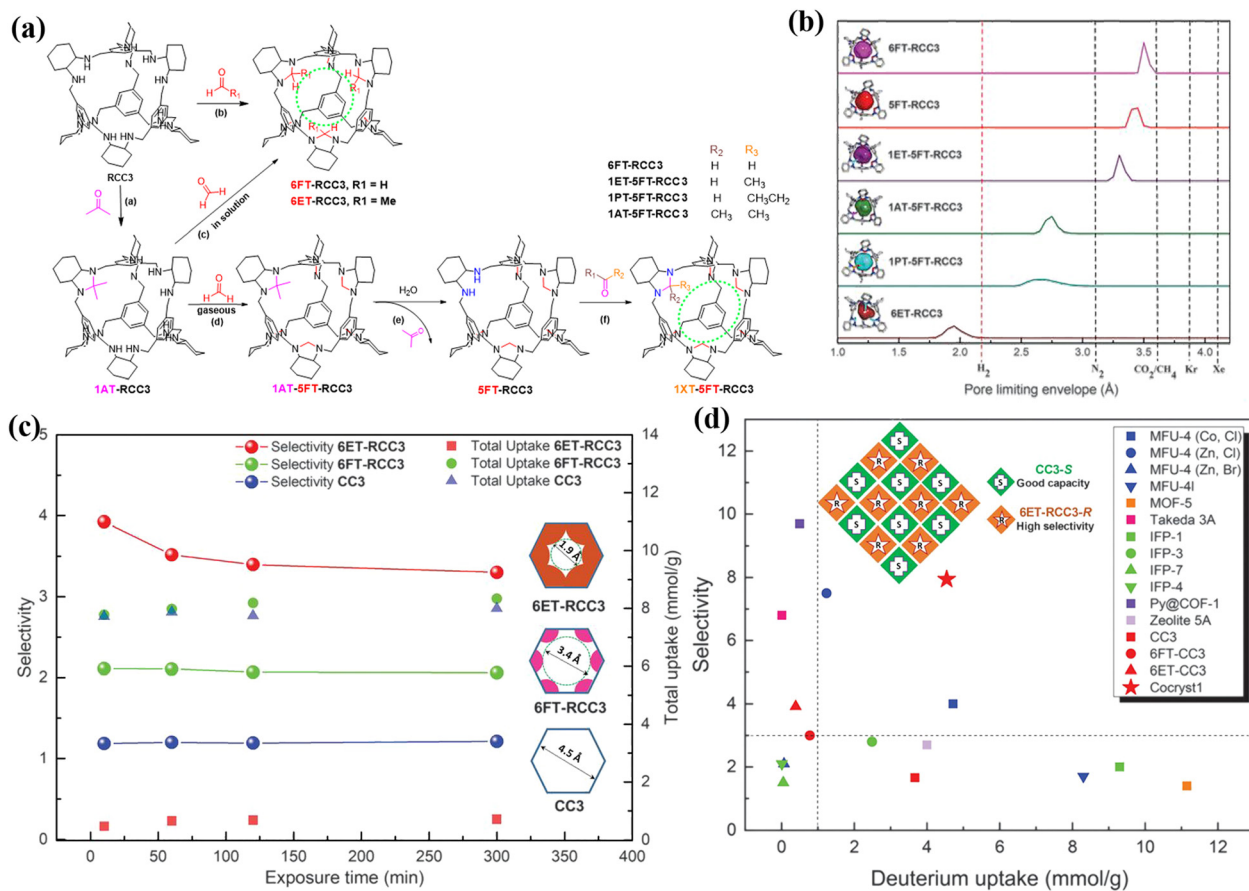 (a)
RCC3
(b)
6FT-RCC3, R1 = H
6ET-RCC3, R1 = Me
(a)
(c) in solution
R2 R3
6FT-RCC3 H H
1ET-5FT-RCC3 H CH3
1PT-5FT-RCC3 H CH3CH2
1AT-5FT-RCC3 CH3 CH3
gaseous
(d)
H2O
(e)
(f)
1AT-RCC3
1AT-5FT-RCC3
5FT-RCC3
1XT-5FT-RCC3
(b)
6FT-RCC3
5FT-RCC3
1ET-5FT-RCC3
1AT-5FT-RCC3
1PT-5FT-RCC3
6ET-RCC3
1.0 1.5 2.0 2.5 3.0 3.5 4.0
H2 N2 CO2/CH4 Kr Xe
Pore limiting envelope (Å)
(c)
Selectivity 6ET-RCC3
Selectivity 6FT-RCC3
Selectivity CC3
Total Uptake 6ET-RCC3
Total Uptake 6FT-RCC3
Total Uptake CC3
1.9 Å
6ET-RCC3
3.4 Å
6FT-RCC3
4.5 Å
CC3
Selectivity
5
4
3
2
1
0
Total uptake (mmol/g)
14
12
10
8
6
4
2
0
0 50 100 150 200 250 300 350 400
Exposure time (min)
(d)
CC3-S
Good capacity
6ET-RCC3-R
High selectivity
MFU-4 (Co, Cl)
MFU-4 (Zn, Cl)
MFU-4 (Zn, Br)
MFU-4l
MOF-5
Takeda 3A
IFP-1
IFP-3
IFP-7
IFP-4
Py@COF-1
Zeolite 5A
CC3
6FT-CC3
6ET-CC3
Cocryst1
Selectivity
12
10
8
6
4
2
0
0 2 4 6 8 10 12
Deuterium uptake (mmol/g)